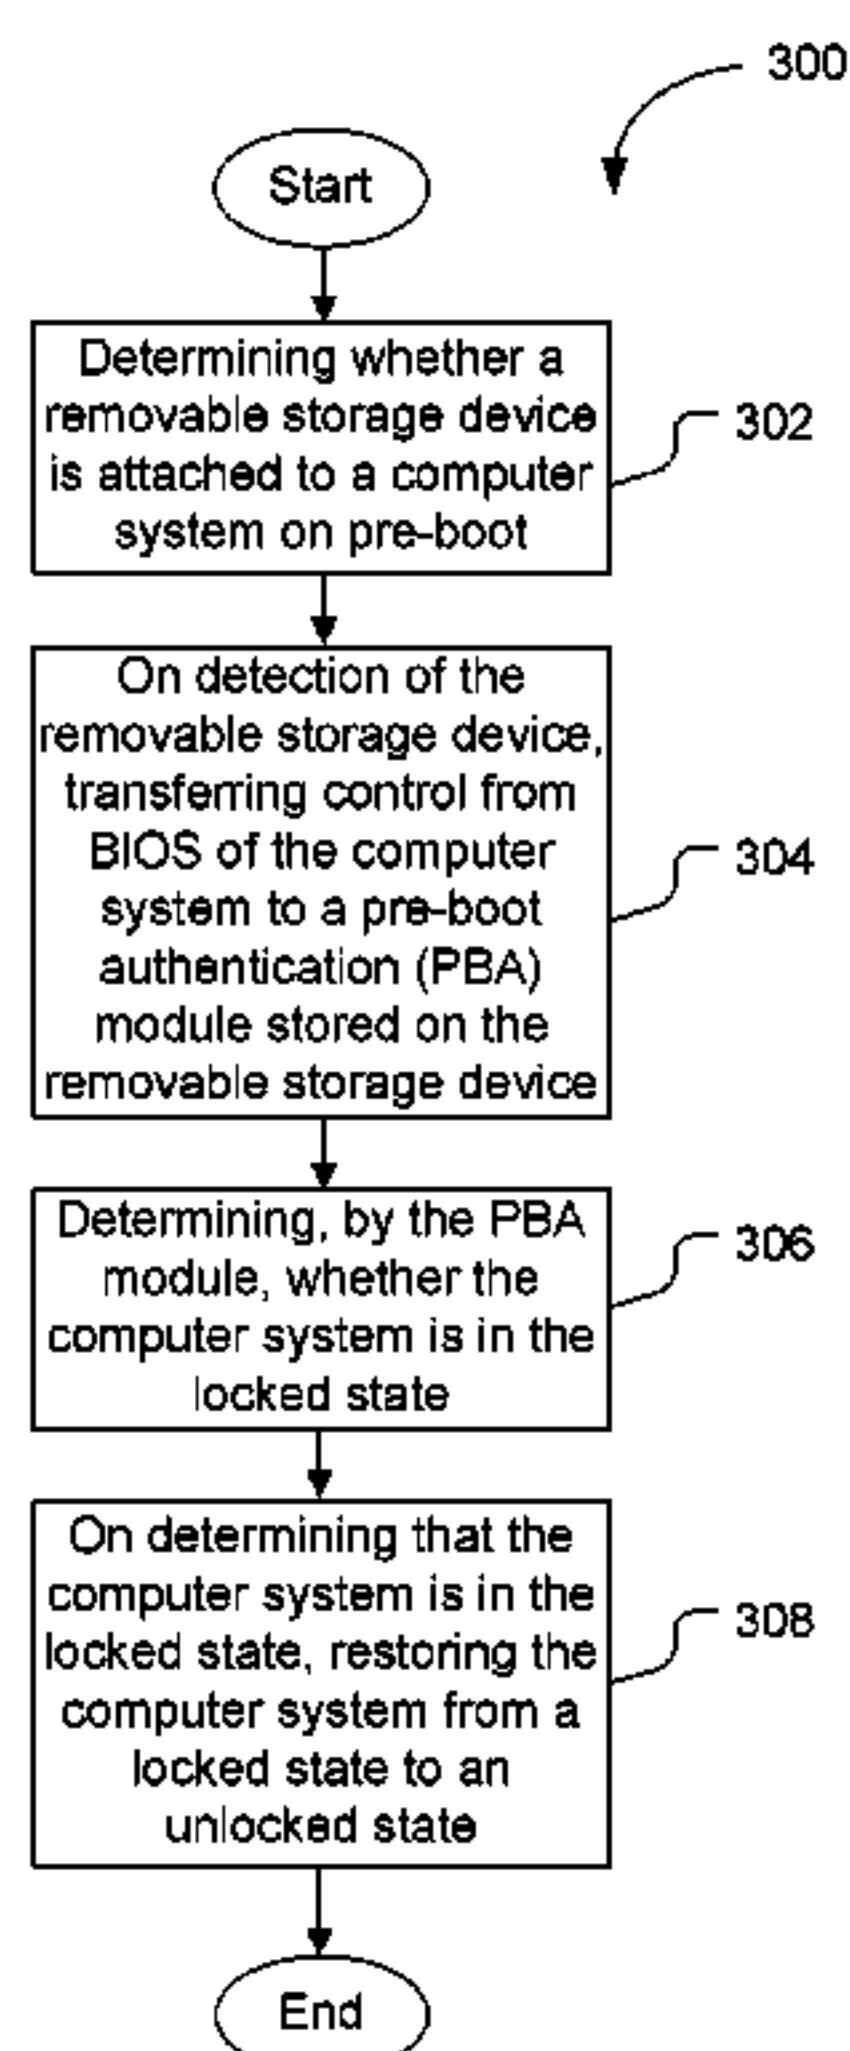 300
Start
Determining whether a
removable storage device
is attached to a computer
system on pre-boot
302
On detection of the
removable storage device,
transferring control from
BIOS of the computer
system to a pre-boot
authentication (PBA)
module stored on the
removable storage device
304
Determining, by the PBA
module, whether the
computer system is in the
locked state
306
On determining that the
computer system is in the
locked state, restoring the
computer system from a
locked state to an
unlocked state
308
End